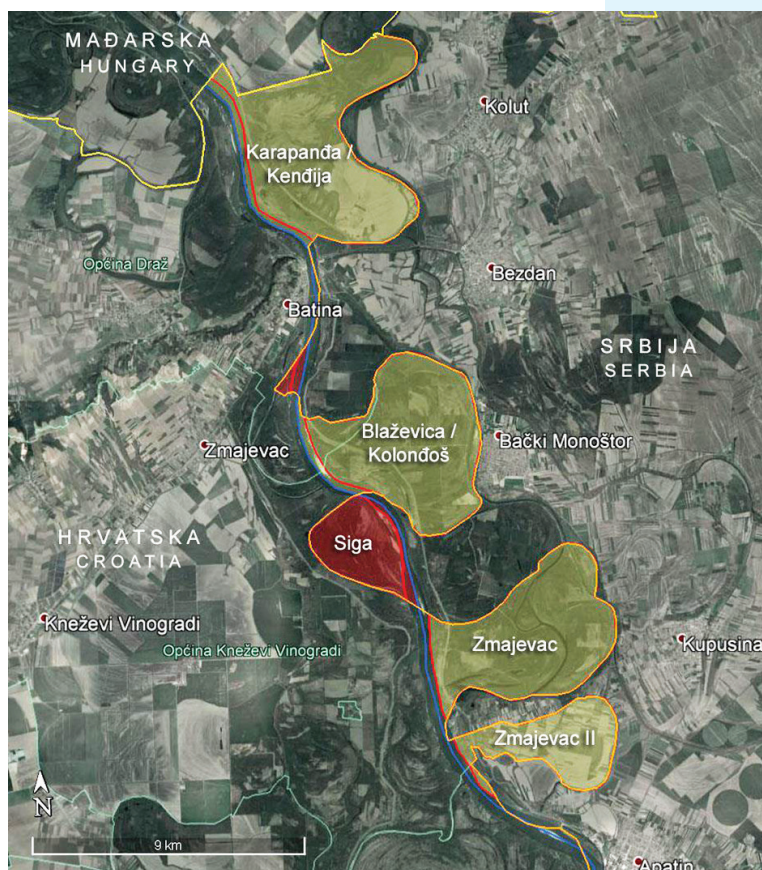 MAĐARSKA
HUNGARY
Kolut
Karapanđa /
Kenđija
Općina Draž
Bezdan
Batina
SRBIJA
SERBIA
Blaževica /
Kolonđoš
Bački Monoštor
Zmajevac
HRVATSKA
CROATIA
Siga
Kneževi Vinogradi
Općina Kneževi Vinogradi
Zmajevac
Kupusina
Zmajevac II
N
9 km
Apatin